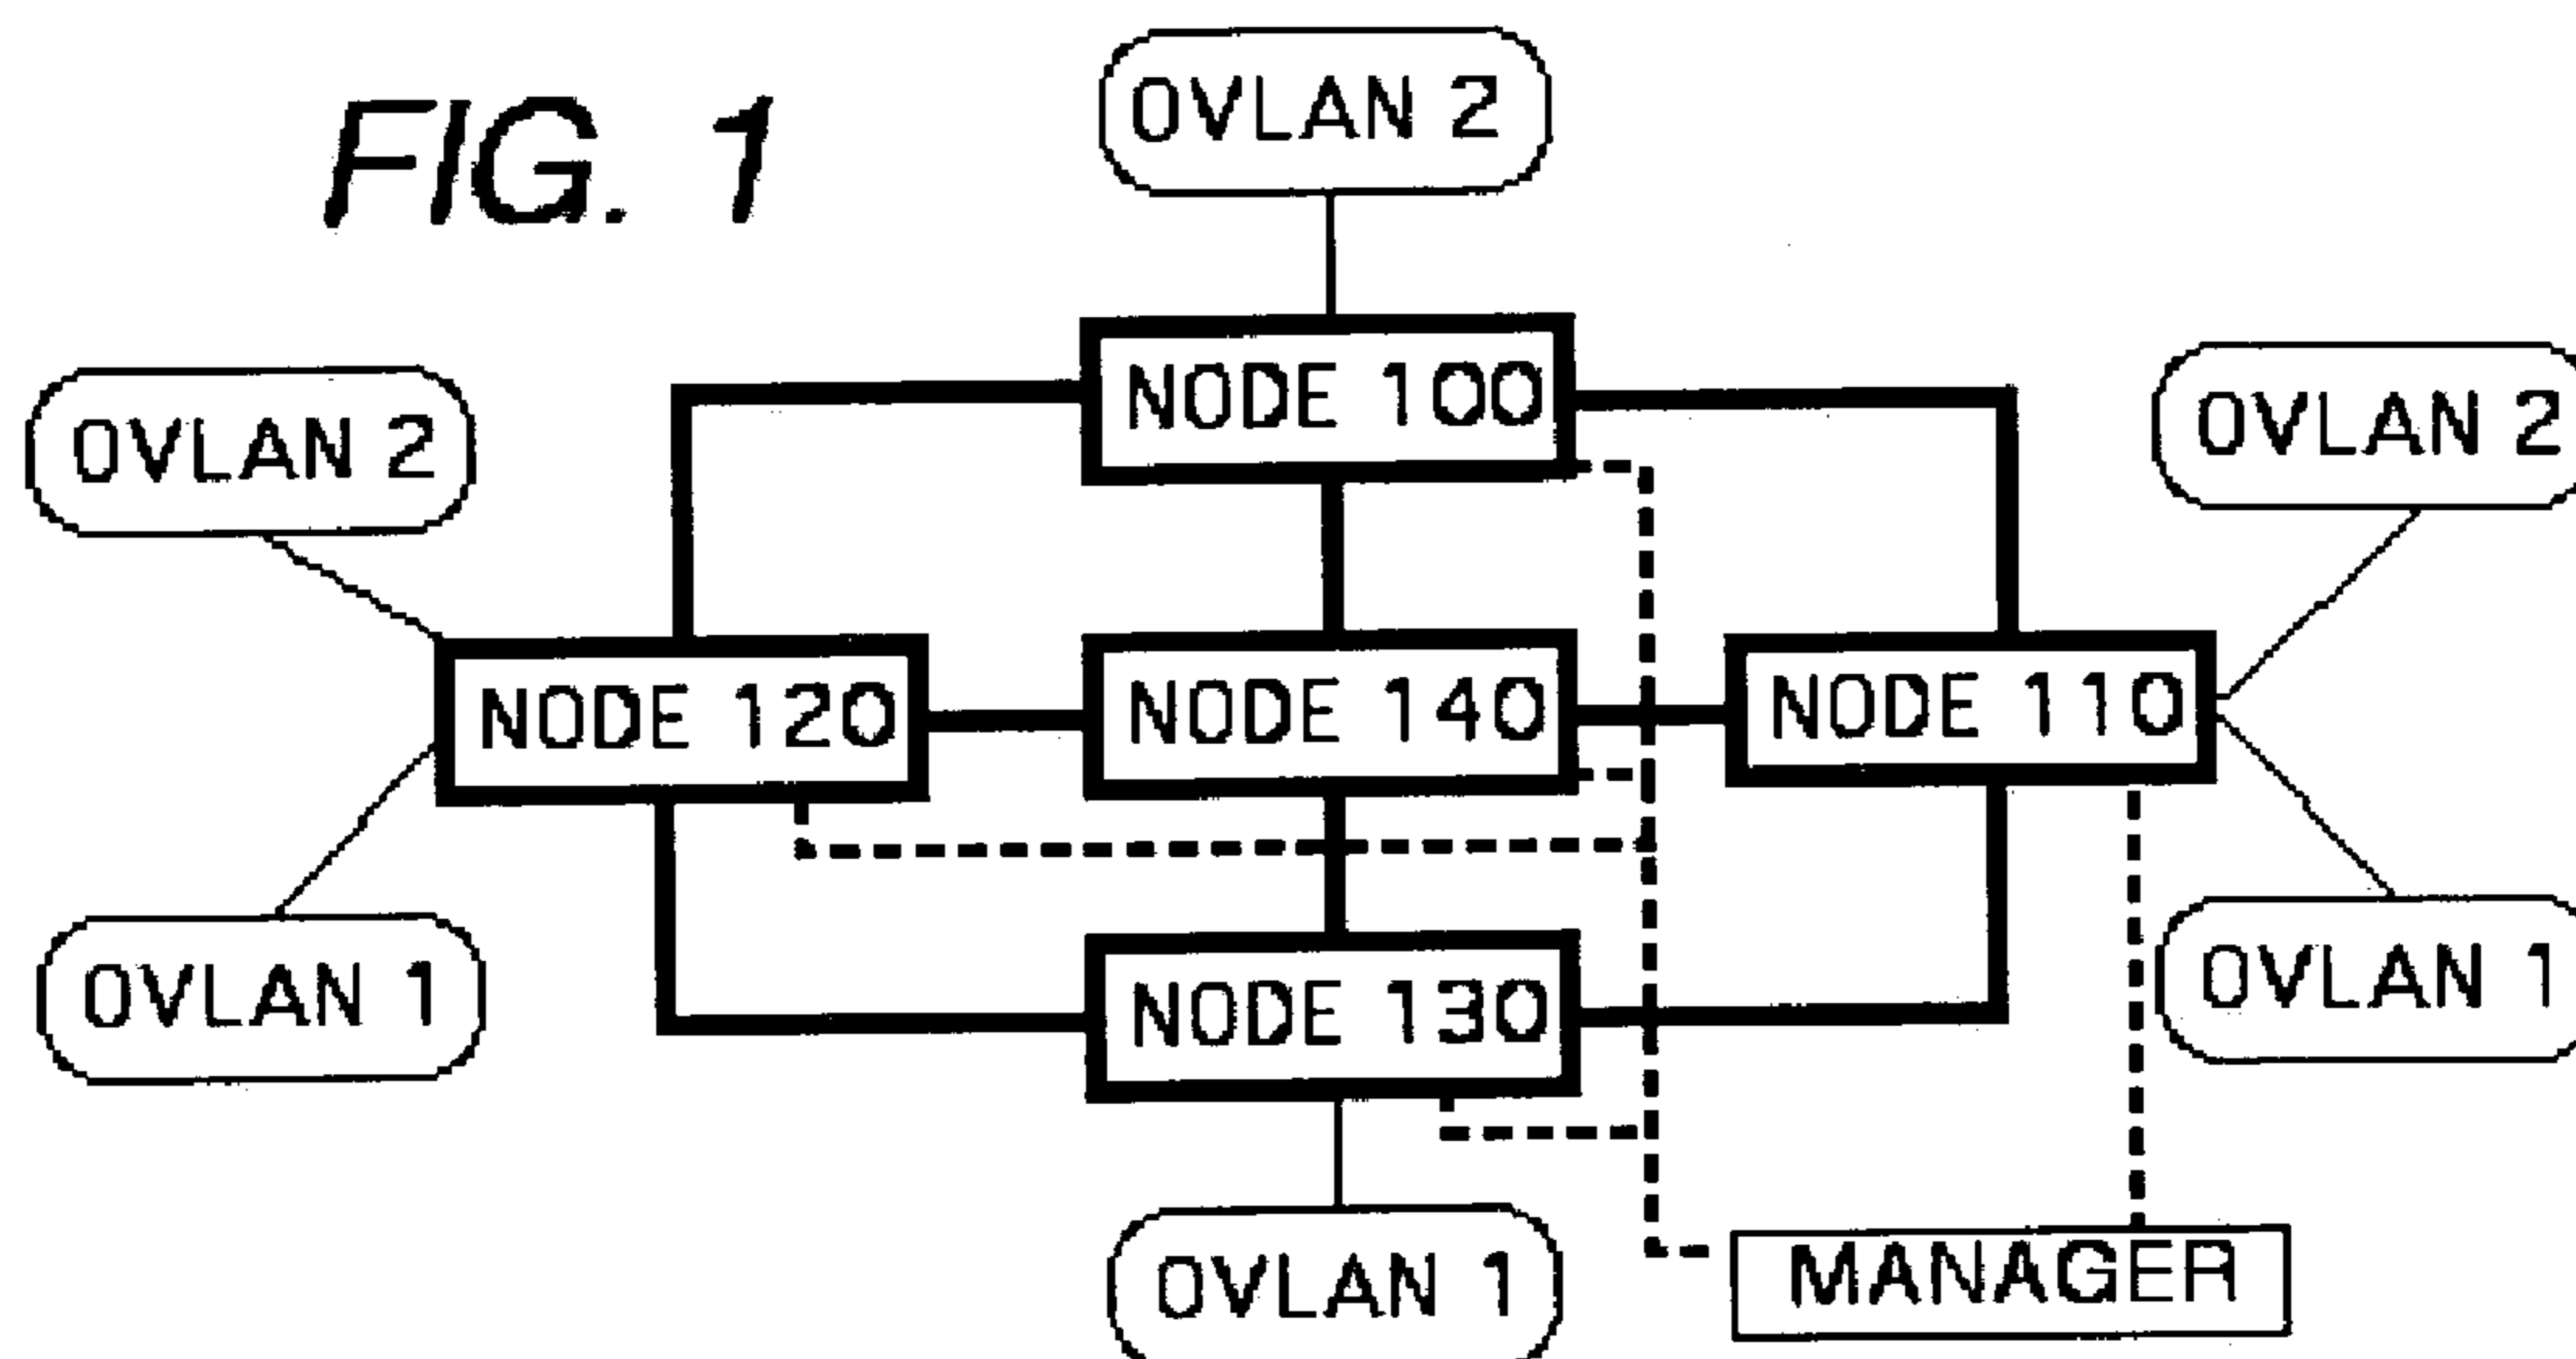 FIG. 1
OVLAN 2
NODE 100
OVLAN 2
OVLAN 2
NODE 120
NODE 140
NODE 110
OVLAN 1
NODE 130
OVLAN 1
OVLAN 1
MANAGER